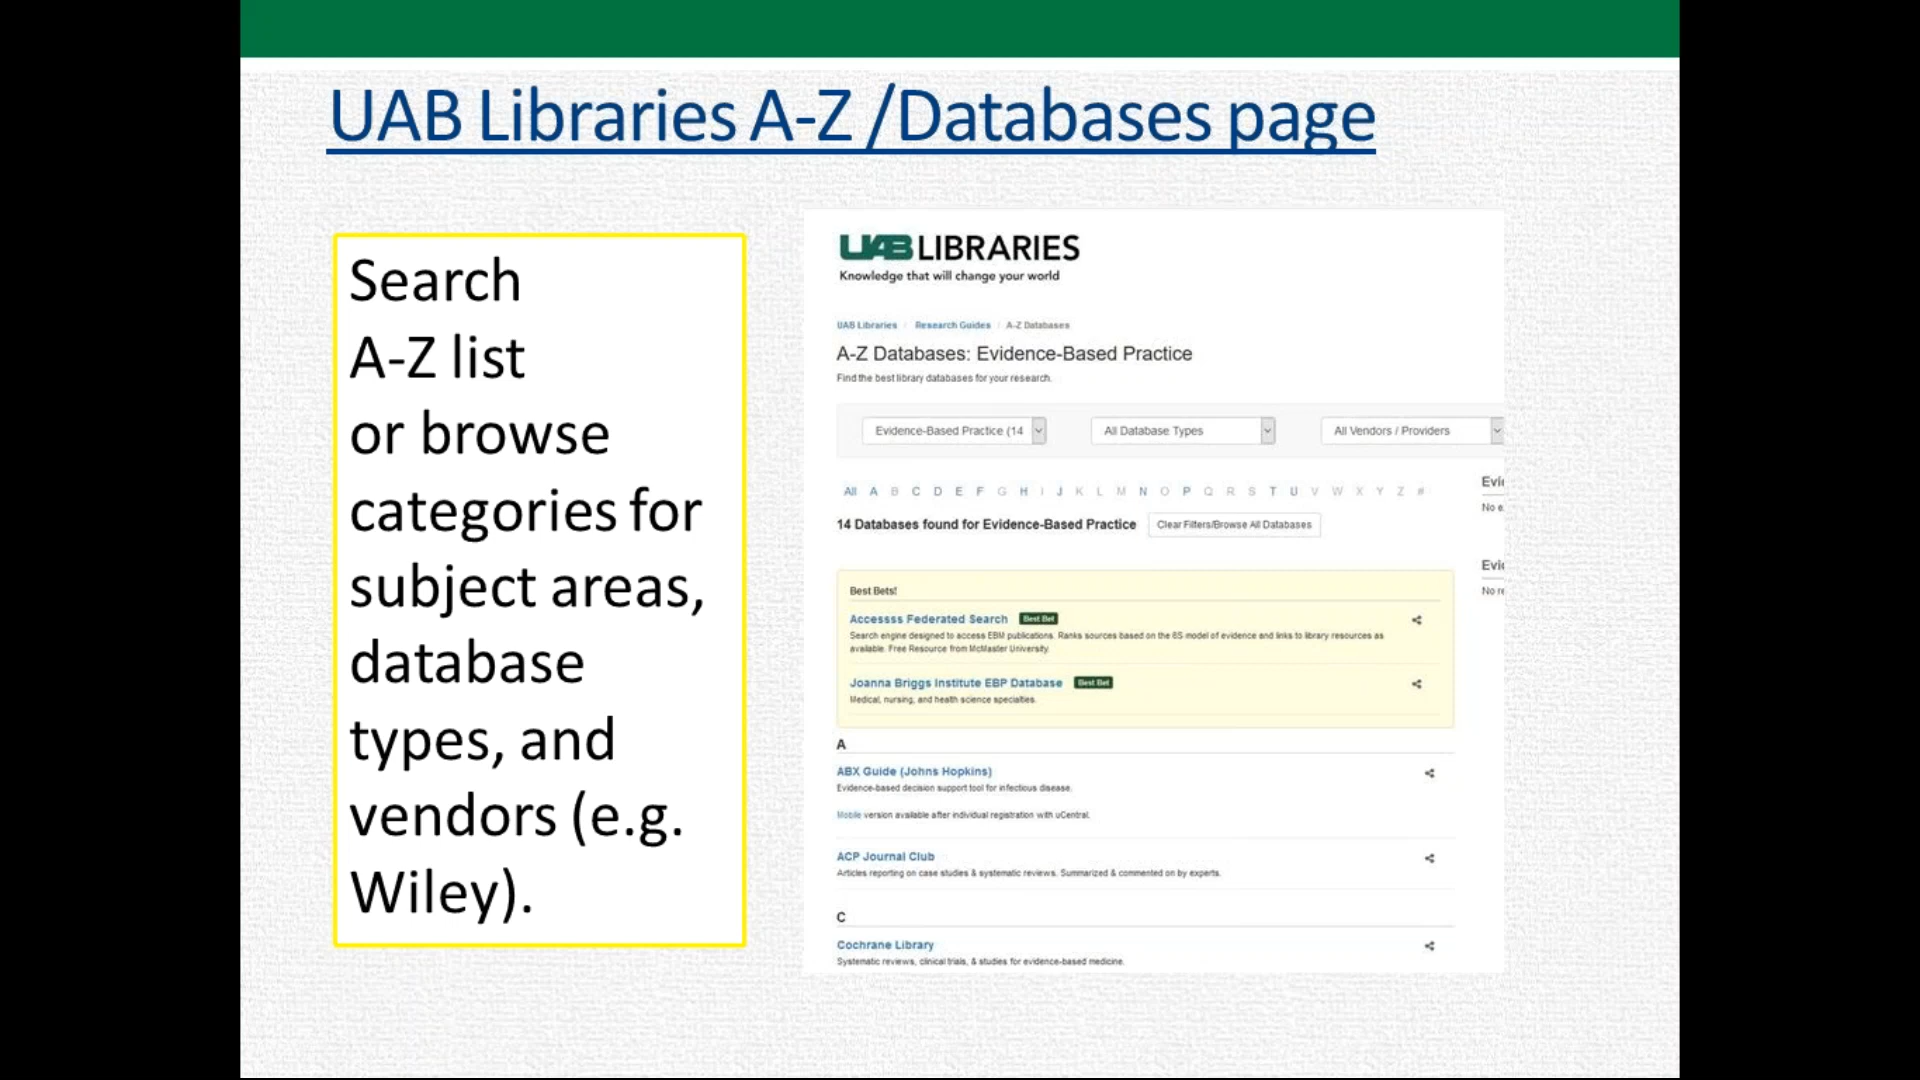 UAB Libraries A-Z /Databases page
Search
A-Z list
or browse
categories for
subject areas,
database
types, and
vendors (e.g.
Wiley).
UAB LIBRARIES
Knowledge that will change your world
UAB Libraries / Research Guides / A-Z Databases
A-Z Databases: Evidence-Based Practice
Find the best library databases for your research.
Evidence-Based Practice (14 All Database Types All Vendors / Providers
All A B C D E F G H I J K L M N O P Q R S T U V W X Y Z #
14 Databases found for Evidence-Based Practice Clear Filters/Browse All Databases
Best Bets!
Accessss Federated Search Best Bet
Search engine designed to access EBM publications. Ranks sources based on the 6S model of evidence and links to library resources as
available. Free Resource from McMaster University.
Joanna Briggs Institute EBP Database Best Bet
Medical, nursing, and health science specialties.
A
ABX Guide (Johns Hopkins)
Evidence-based decision support tool for infectious disease.
Mobile version available after individual registration with uCentral.
ACP Journal Club
Articles reporting on case studies & systematic reviews. Summarized & commented on by experts.
C
Cochrane Library
Systematic reviews, clinical trials, & studies for evidence-based medicine.